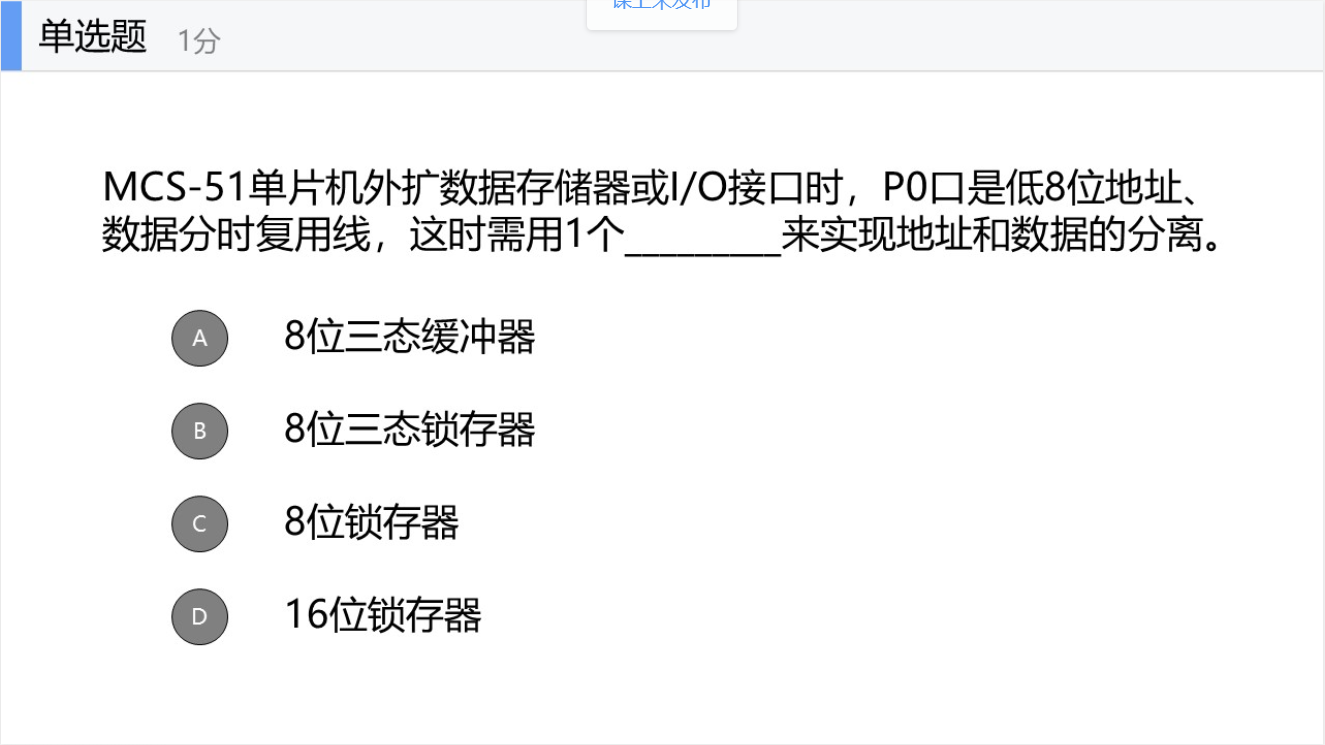 单选题 1分
MCS-51单片机外扩数据存储器或I/O接口时，P0口是低8位地址、
数据分时复用线，这时需用1个_________来实现地址和数据的分离。
A 8位三态缓冲器
B 8位三态锁存器
C 8位锁存器
D 16位锁存器